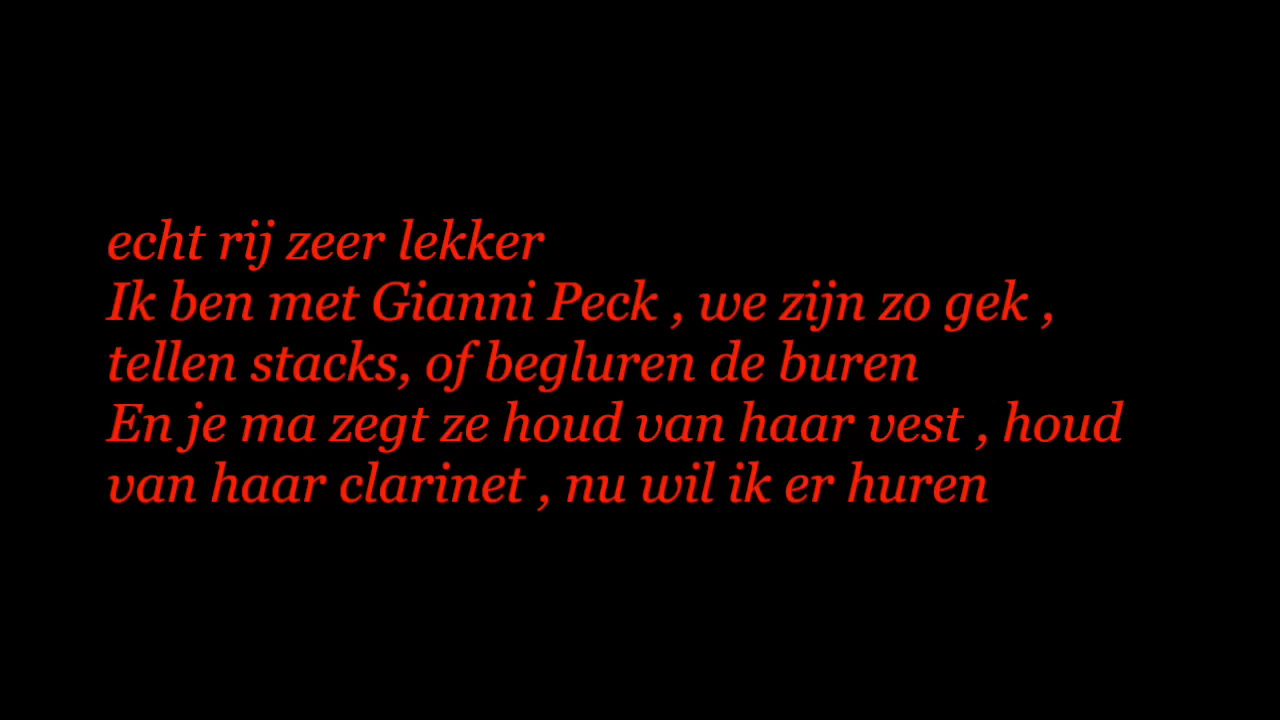 echt rij zeer lekker
Ik ben met Gianni Peck , we zijn zo gek ,
tellen stacks, of begluren de buren
En je ma zegt ze houd van haar vest , houd
van haar clarinet , nu wil ik er huren